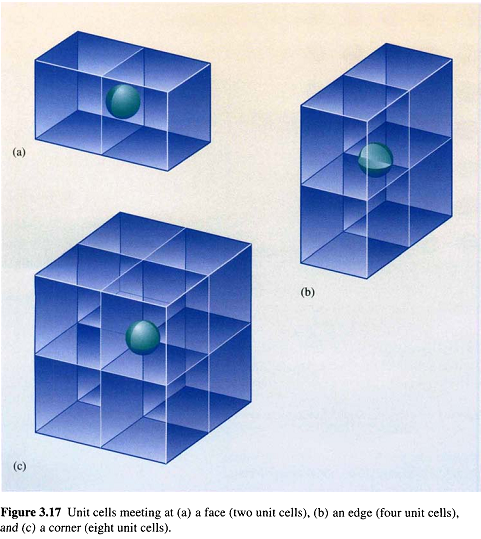 (a)
(b)
(c)
Figure 3.17 Unit cells meeting at (a) a face (two unit cells), (b) an edge (four unit cells),
and (c) a corner (eight unit cells).